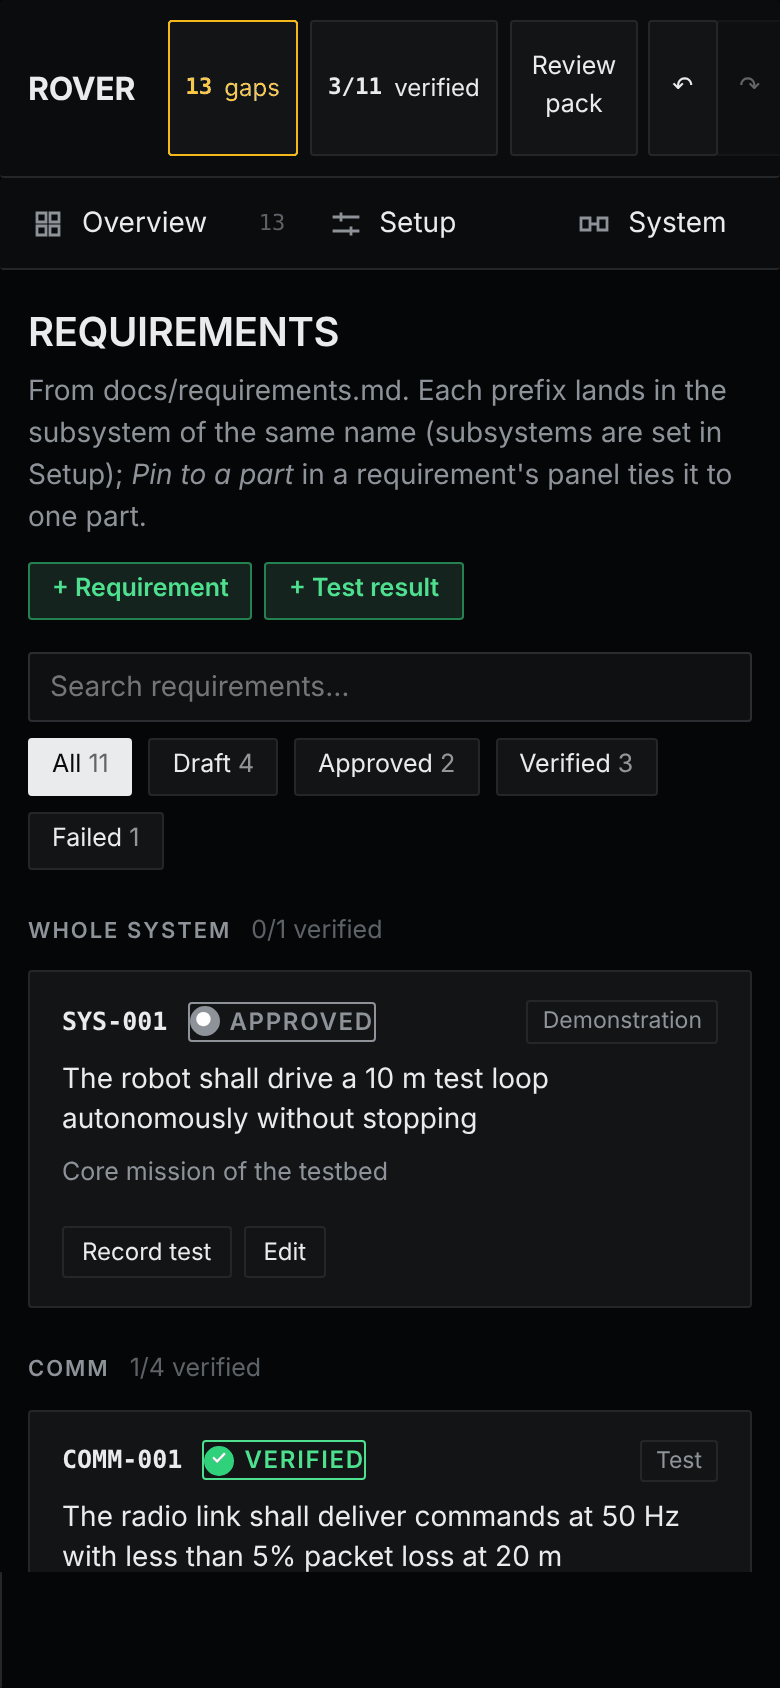 ROVER
13 gaps
3/11 verified
Review
pack
Overview 13
Setup
System
REQUIREMENTS
From docs/requirements.md. Each prefix lands in the
subsystem of the same name (subsystems are set in
Setup); Pin to a part in a requirement's panel ties it to
one part.
+ Requirement
+ Test result
Search requirements...
All 11
Draft 4
Approved 2
Verified 3
Failed 1
WHOLE SYSTEM 0/1 verified
SYS-001 APPROVED Demonstration
The robot shall drive a 10 m test loop
autonomously without stopping
Core mission of the testbed
Record test
Edit
COMM 1/4 verified
COMM-001 VERIFIED Test
The radio link shall deliver commands at 50 Hz
with less than 5% packet loss at 20 m